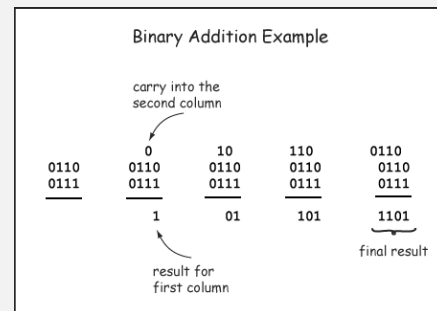 Binary Addition Example
carry into the
second column
0 10 110 0110
0110 0110 0110 0110 0110
0111 0111 0111 0111 0111
1 01 101 1101
result for
first column
final result